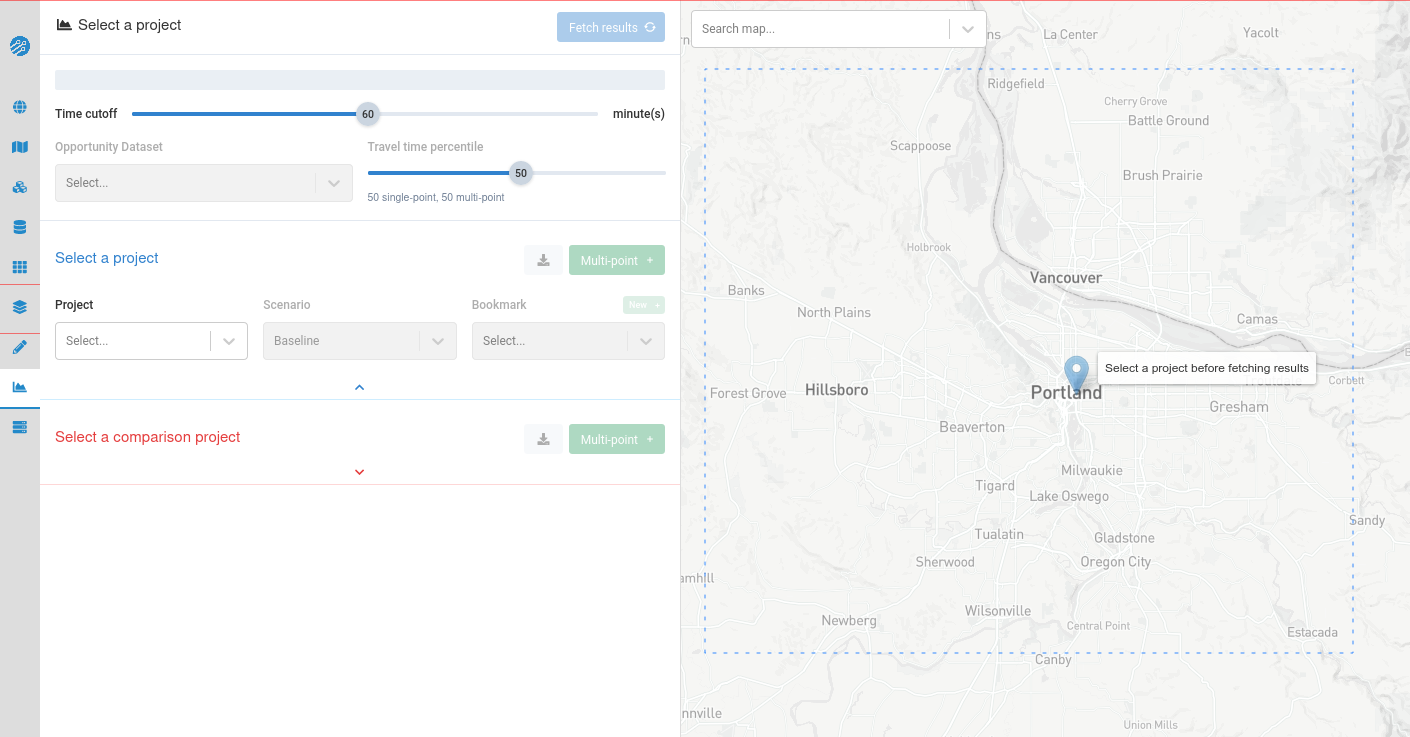 Select a project
Fetch results
Time cutoff
60
minute(s)
Opportunity Dataset
Select...
Travel time percentile
50
50 single-point, 50 multi-point
Select a project
Multi-point +
Project
Select...
Scenario
Baseline
Bookmark
New +
Select...
Select a comparison project
Multi-point +
Search map...
ns
La Center
Yacolt
Ridgefield
Cherry Grove
Battle Ground
Scappoose
Brush Prairie
Holbrook
Vancouver
Banks
North Plains
Camas
Select a project before fetching results
Forest Grove
Hillsboro
Portland
Corbett
Gresham
Beaverton
Milwaukie
Tigard
Lake Oswego
Sandy
Tualatin
Gladstone
Sherwood
Oregon City
amhill
Wilsonville
Newberg
Central Point
Estacada
Canby
nnville
Union Mills